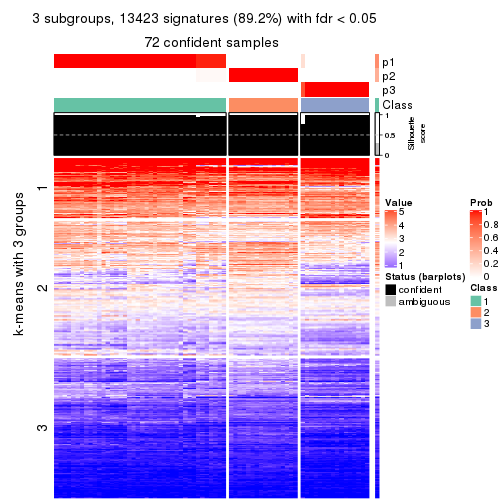 3 subgroups, 13423 signatures (89.2%) with fdr < 0.05
72 confident samples
p1
p2
p3
Class
1
0.5
0
Silhouette
score
k-means with 3 groups
1
2
3
Value
5
4
3
2
1
Status (barplots)
confident
ambiguous
Prob
1
0.8
0.6
0.4
0.2
0
Class
1
2
3